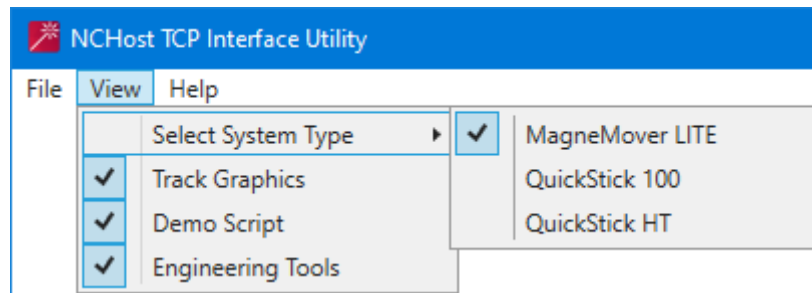 NCHost TCP Interface Utility
File View Help
Select System Type MagneMover LITE
Track Graphics QuickStick 100
Demo Script QuickStick HT
Engineering Tools